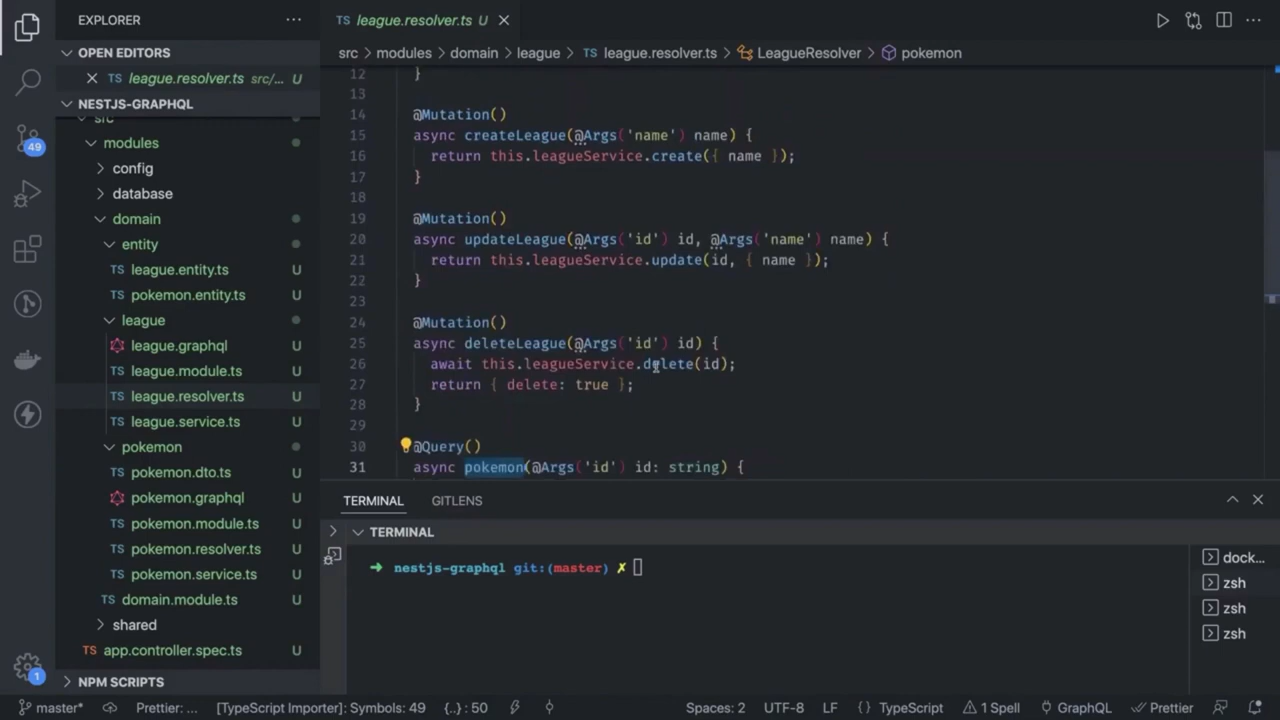 EXPLORER
OPEN EDITORS
TS league.resolver.ts src/... U
NESTJS-GRAPHQL
src
modules
config
database
domain
entity
TS league.entity.ts U
TS pokemon.entity.ts U
league
league.graphql U
TS league.module.ts U
TS league.resolver.ts U
TS league.service.ts U
pokemon
TS pokemon.dto.ts U
pokemon.graphql U
TS pokemon.module.ts U
TS pokemon.resolver.ts U
TS pokemon.service.ts U
TS domain.module.ts U
shared
TS app.controller.spec.ts U
NPM SCRIPTS
49
1
TS league.resolver.ts U
src > modules > domain > league > TS league.resolver.ts > LeagueResolver > pokemon
12 }
13
14 @Mutation()
15 async createLeague(@Args('name') name) {
16 return this.leagueService.create({ name });
17 }
18
19 @Mutation()
20 async updateLeague(@Args('id') id, @Args('name') name) {
21 return this.leagueService.update(id, { name });
22 }
23
24 @Mutation()
25 async deleteLeague(@Args('id') id) {
26 await this.leagueService.delete(id);
27 return { delete: true };
28 }
29
30 @Query()
31 async pokemon(@Args('id') id: string) {
TERMINAL GITLENS
TERMINAL
➜ nestjs-graphql git:(master) ✗
dock...
zsh
zsh
zsh
master* Prettier: ... [TypeScript Importer]: Symbols: 49 {..} : 50 Spaces: 2 UTF-8 LF {} TypeScript 1 Spell GraphQL Prettier